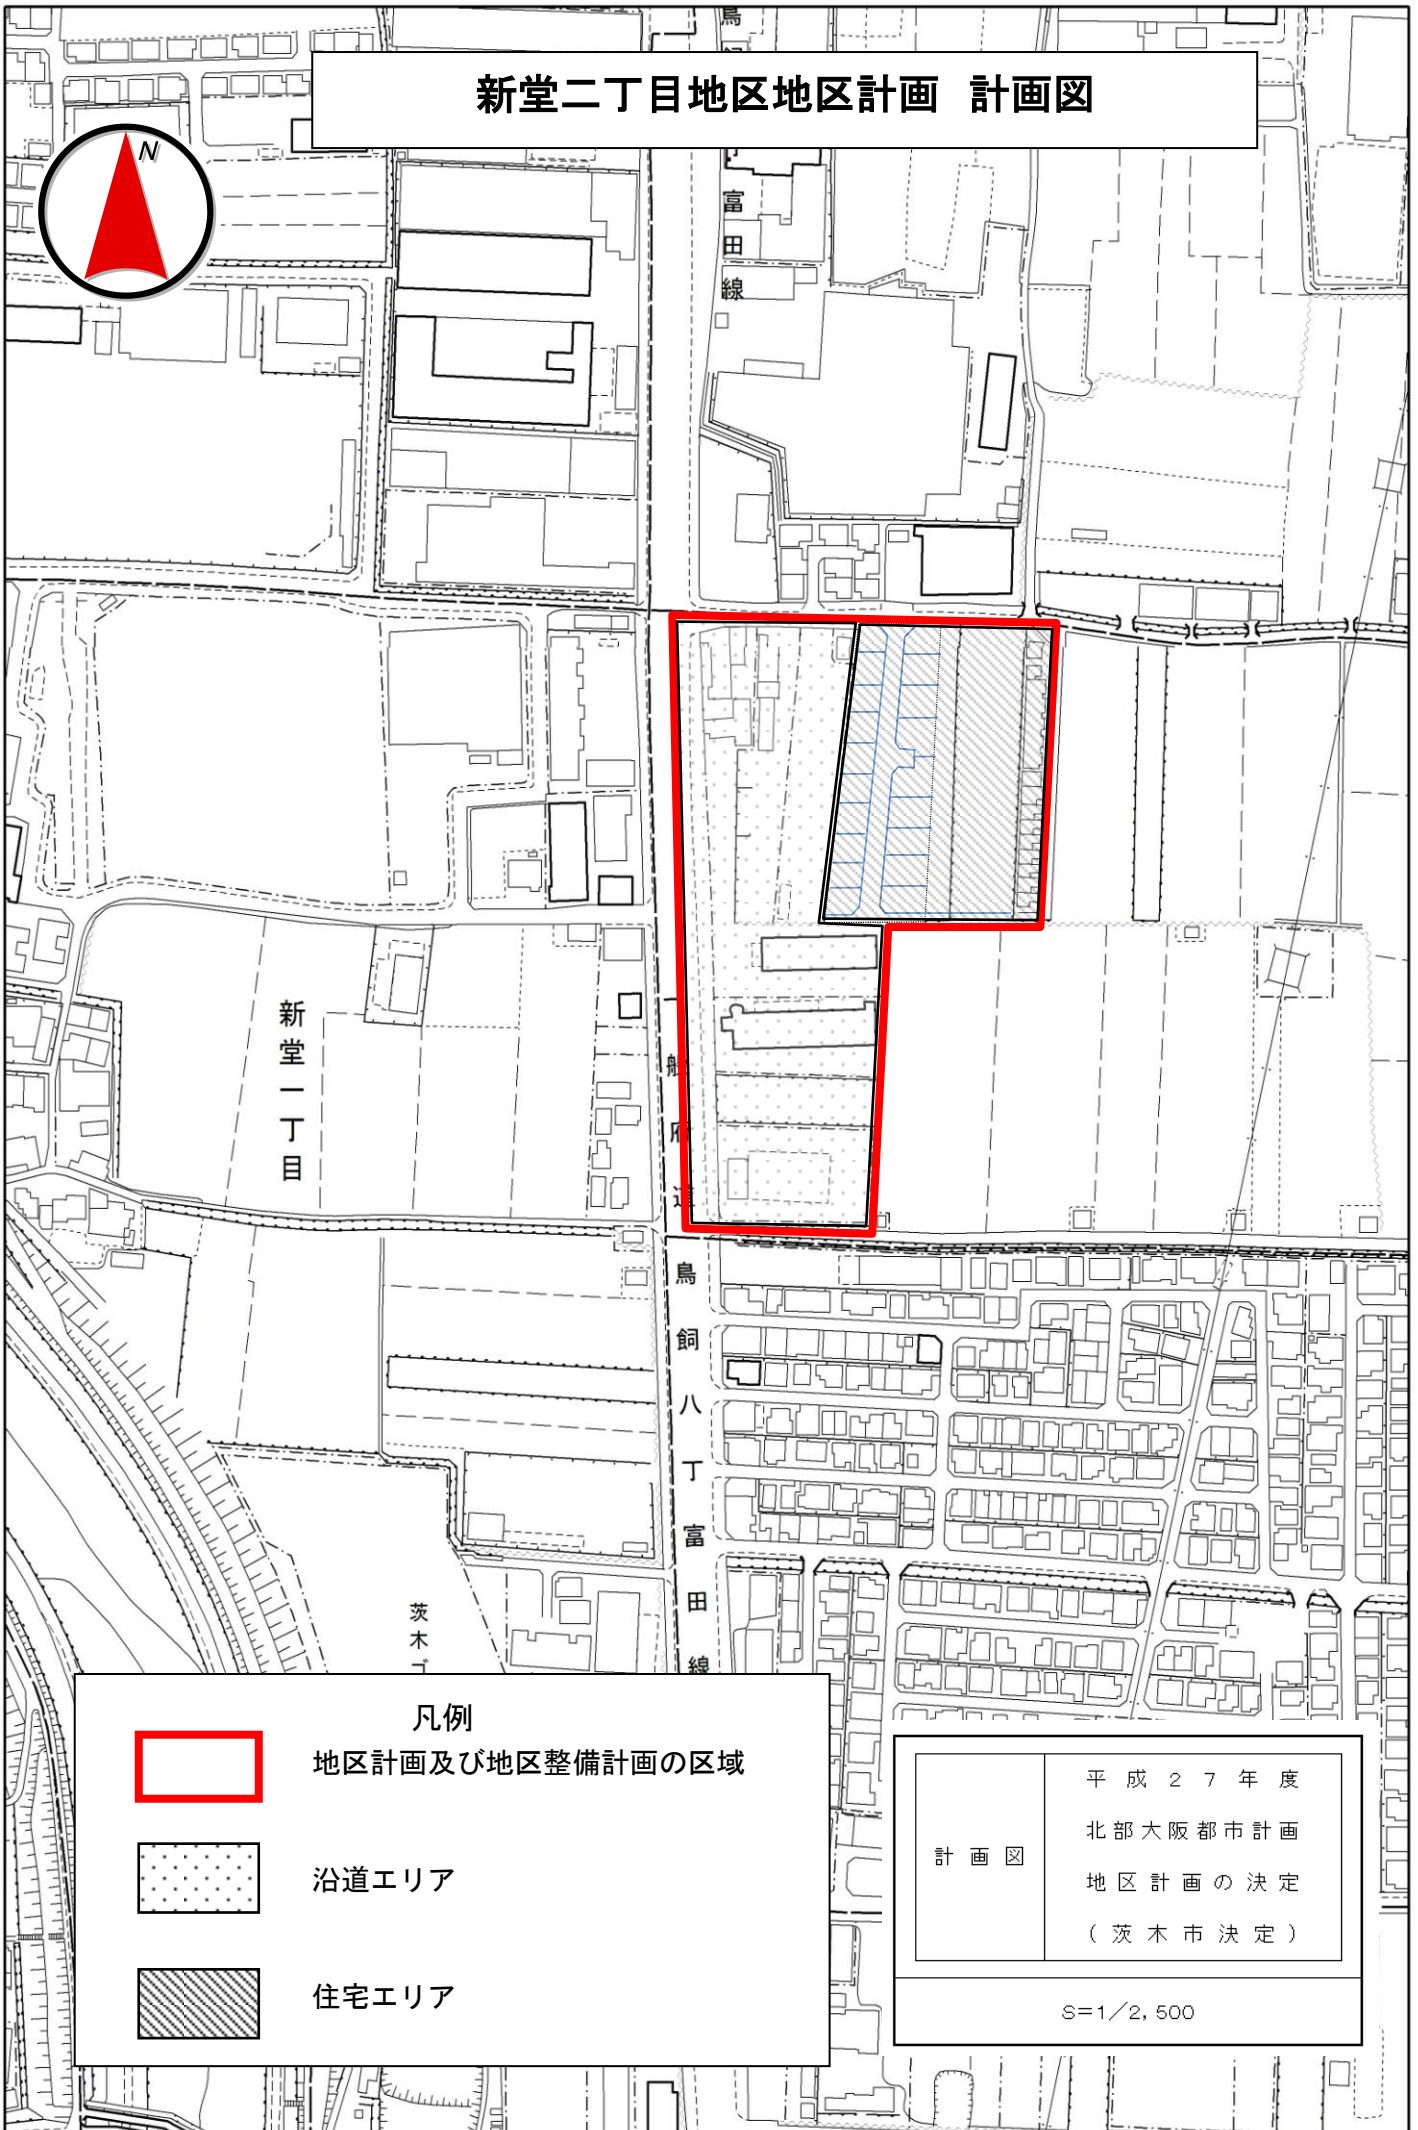 新堂二丁目地区地区計画 計画図
N
鳥
富田線
新堂一丁目
一般府道
鳥飼八丁富田線
茨木
凡例
地区計画及び地区整備計画の区域
沿道エリア
住宅エリア
計画図
平成27年度
北部大阪都市計画
地区計画の決定
(茨木市決定)
S=1/2,500